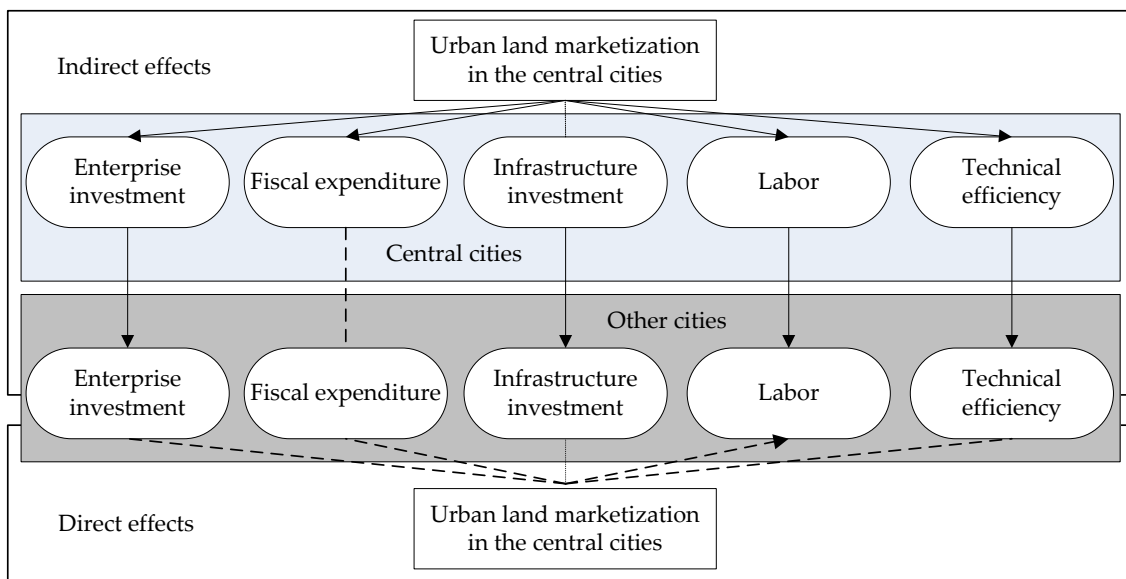 Urban land marketization
in the central cities
Indirect effects
Enterprise
investment
Fiscal expenditure
Infrastructure
investment
Labor
Technical
efficiency
Central cities
Other cities
Enterprise
investment
Fiscal expenditure
Infrastructure
investment
Labor
Technical
efficiency
Urban land marketization
in the central cities
Direct effects